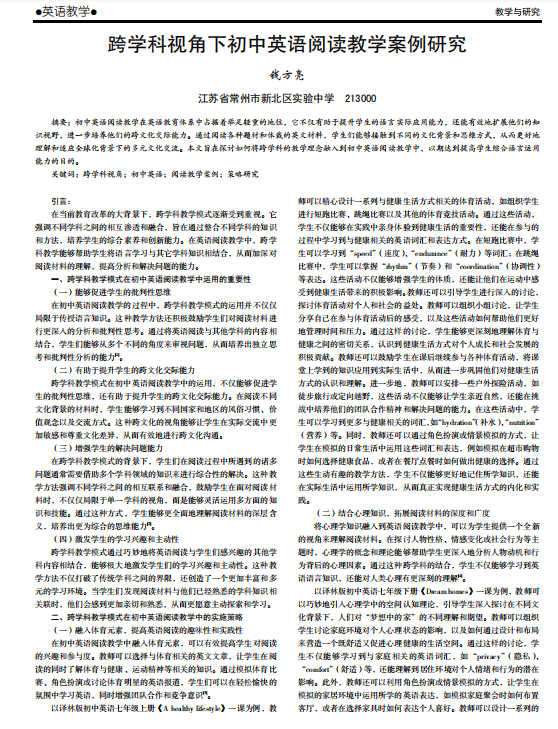 ●英语教学●
教学与研究
跨学科视角下初中英语阅读教学案例研究
钱方亮
江苏省常州市新北区实验中学 213000
摘要：初中英语阅读教学在英语教育体系中占据着举足轻重的地位，它不仅有助于提升学生的语言实际应用能力，还能有效地扩展他们的知
识视野，进一步培养他们的跨文化交际能力。通过阅读各种题材和体裁的英文材料，学生们能够接触到不同的文化背景和思维方式，从而更好地
理解和适应全球化背景下的多元文化交流。本文旨在探讨如何将跨学科的教学理念融入到初中英语阅读教学中，以期达到提高学生综合语言运用
能力的目的。
关键词：跨学科视角；初中英语；阅读教学案例；策略研究
引言：
在当前教育改革的大背景下，跨学科教学模式逐渐受到重视。它
强调不同学科之间的相互渗透和融合，旨在通过整合不同学科的知识
和方法，培养学生的综合素养和创新能力。在英语阅读教学中，跨学
科教学能够帮助学生将语言学习与其它学科知识相结合，从而加深对
阅读材料的理解，提高分析和解决问题的能力。
一、跨学科教学模式在初中英语阅读教学中运用的重要性
（一）能够促进学生的批判性思维
在初中英语阅读教学的过程中，跨学科教学模式的运用并不仅仅
局限于传授语言知识。这种教学方法还积极鼓励学生们对阅读材料进
行更深入的分析和批判性思考。通过将英语阅读与其他学科的内容相
结合，学生们能够从多个不同的角度来审视问题，从而培养出独立思
考和批判性分析的能力[1]。
（二）有助于提升学生的跨文化交际能力
跨学科教学模式在初中英语阅读教学中的运用，不仅能够促进学
生的批判性思维，还有助于提升学生的跨文化交际能力。在阅读不同
文化背景的材料时，学生能够学习到不同国家和地区的风俗习惯、价
值观念以及交流方式。这种跨文化的视角能够让学生在实际交流中更
加敏感和尊重文化差异，从而有效地进行跨文化沟通。
（三）增强学生的解决问题能力
在跨学科教学模式的背景下，学生们在阅读过程中所遇到的诸多
问题通常需要借助多个学科领域的知识来进行综合性的解决。这种教
学方法强调不同学科之间的相互联系和融合，鼓励学生在面对阅读材
料时，不仅仅局限于单一学科的视角，而是能够灵活运用多方面的知
识和技能。通过这种方式，学生能够更全面地理解阅读材料的深层含
义，培养出更为综合的思维能力[2]。
（四）激发学生的学习兴趣和主动性
跨学科教学模式通过巧妙地将英语阅读与学生们感兴趣的其他学
科内容相结合，能够极大地激发学生们的学习兴趣和主动性。这种教
学方法不仅打破了传统学科之间的界限，还创造了一个更加丰富和多
元的学习环境。当学生们发现阅读材料与他们已经熟悉的学科知识相
关联时，他们会感到更加亲切和熟悉，从而更愿意主动探索和学习。
二、跨学科教学模式在初中英语阅读教学中的实施策略
（一）融入体育元素，提高英语阅读的趣味性和实践性
在初中英语阅读教学中融入体育元素，可以有效提高学生对阅读
的兴趣和参与度。教师可以选择与体育相关的英文文章，让学生在阅
读的同时了解体育与健康，运动精神等相关的知识。通过模拟体育比
赛、角色扮演或讨论体育明星的英语报道，学生们可以在轻松愉快的
氛围中学习英语，同时增强团队合作和竞争意识[3]。
以译林版初中英语七年级上册《A healthy lifestyle》一课为例，教
师可以精心设计一系列与健康生活方式相关的体育活动，如组织学生
进行短跑比赛、跳绳比赛以及其他的体育竞技活动。通过这些活动，
学生不仅能够在实践中亲身体验到健康生活的重要性，还能在参与的
过程中学习到与健康相关的英语词汇和表达方式。在短跑比赛中，学
生可以学习到“speed”（速度）、“endurance”（耐力）等词汇；在跳绳
比赛中，学生可以掌握“rhythm”（节奏）和“coordination”（协调性）
等表达。这些活动不仅能够增强学生的体质，还能让他们在运动中感
受到健康生活带来的积极影响。教师还可以引导学生进行深入的讨论，
探讨体育活动对个人和社会的益处。教师可以组织小组讨论，让学生
分享自己在参与体育活动后的感受，以及这些活动如何帮助他们更好
地管理时间和压力。通过这样的讨论，学生能够更深刻地理解体育与
健康之间的密切关系，认识到健康生活方式对个人成长和社会发展的
积极贡献。教师还可以鼓励学生在课后继续参与各种体育活动，将课
堂上学到的知识应用到实际生活中，从而进一步巩固他们对健康生活
方式的认识和理解。进一步地，教师可以安排一些户外探险活动，如
徒步旅行或定向越野，这些活动不仅能够让学生亲近自然，还能在挑
战中培养他们的团队合作精神和解决问题的能力。在这些活动中，学
生可以学习到更多与健康相关的词汇，如“hydration”（补水）、“nutrition”
（营养）等。同时，教师还可以通过角色扮演或情景模拟的方式，让学
生在模拟的日常生活中运用这些词汇和表达，例如模拟在超市购物
时如何选择健康食品，或者在餐厅点餐时如何做出健康的选择。通过
这些生动有趣的教学方法，学生不仅能够更好地记住所学知识，还能
在实际生活中运用所学知识，从而真正实现健康生活方式的内化和实
践。
（二）结合心理知识，拓展阅读材料的深度和广度
将心理学知识融入到英语阅读教学中，可以为学生提供一个全新
的视角来理解阅读材料。在探讨人物性格、情感变化或社会行为等主
题时，心理学的概念和理论能够帮助学生更深入地分析人物动机和行
为背后的心理因素。通过这种跨学科的结合，学生不仅能够学习到英
语语言知识，还能对人类心理有更深刻的理解[4]。
以译林版初中英语七年级下册《Dream homes》一课为例，教师可
以巧妙地引入心理学中的空间认知理论，引导学生深入探讨在不同文
化背景下，人们对“梦想中的家”的不同理解和期望。教师可以组织
学生讨论家庭环境对个人心理状态的影响，以及如何通过设计和布局
来营造一个既舒适又促进心理健康的生活空间。通过这样的讨论，学
生不仅能够学习到与家庭相关的英语词汇，如“privacy”（隐私）、
“comfort”（舒适）等，还能理解到居住环境对个人情绪和行为的潜在
影响。此外，教师还可以利用角色扮演或情景模拟的方式，让学生在
模拟的家居环境中运用所学的英语表达，如模拟家庭聚会时如何布置
客厅，或者在选择家具时如何表达个人喜好。教师可以设计一系列的